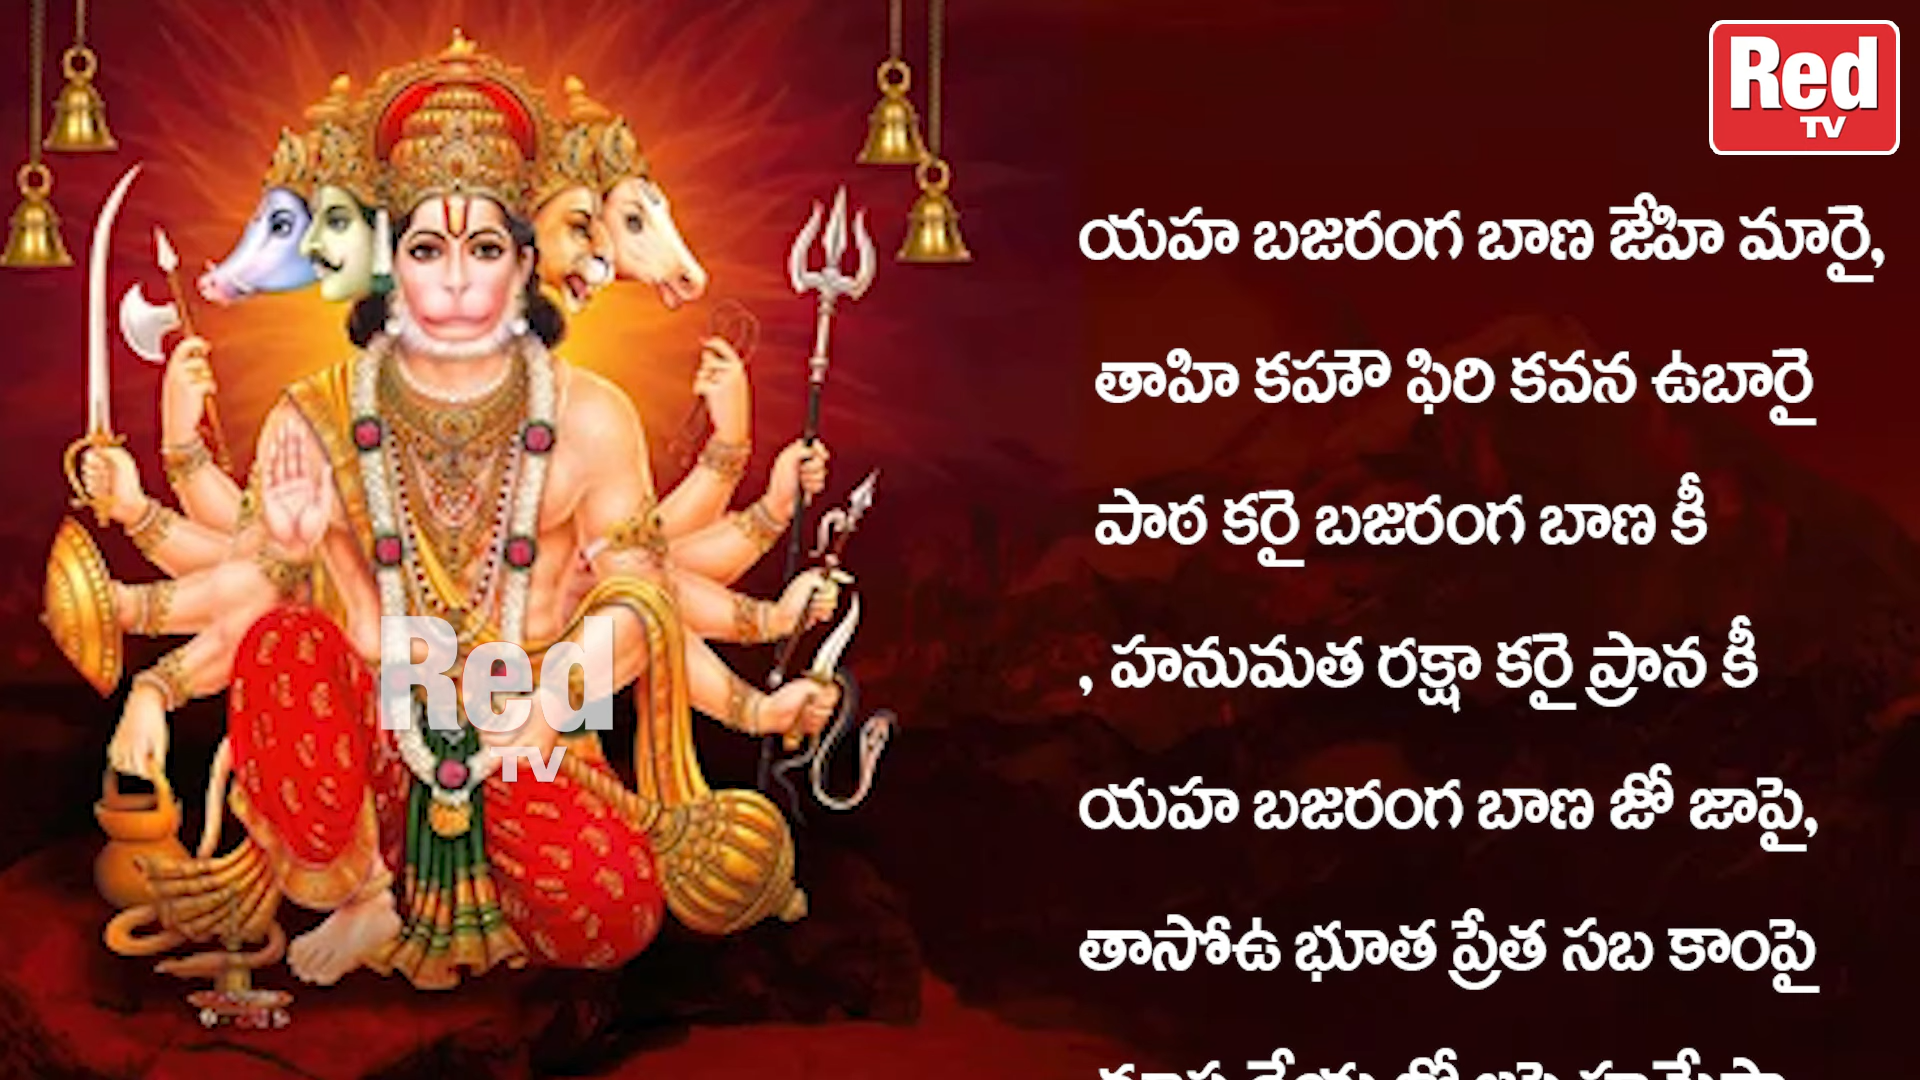 Red
TV
యహ బజరంగ బాణ జేహి మారై,
తాహి కహౌ ఫిరి కవన ఉబారై
పాఠ కరై బజరంగ బాణ కీ
, హనుమత రక్షా కరై ప్రాన కీ
Red
TV
యహ బజరంగ బాణ జో జాపై,
తాసోఉ భూత ప్రేత సబ కాంపై